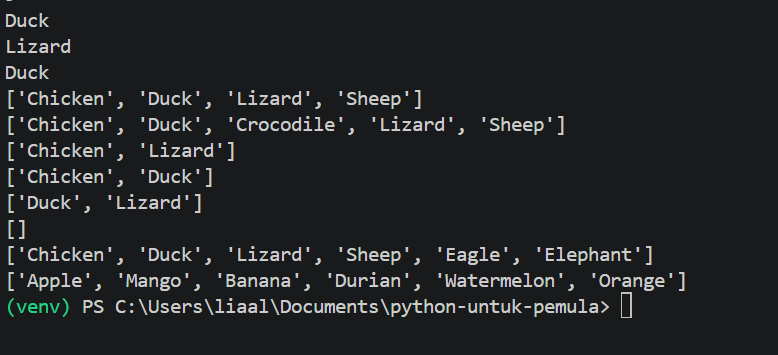 Duck
Lizard
Duck
['Chicken', 'Duck', 'Lizard', 'Sheep']
['Chicken', 'Duck', 'Crocodile', 'Lizard', 'Sheep']
['Chicken', 'Lizard']
['Chicken', 'Duck']
['Duck', 'Lizard']
[]
['Chicken', 'Duck', 'Lizard', 'Sheep', 'Eagle', 'Elephant']
['Apple', 'Mango', 'Banana', 'Durian', 'Watermelon', 'Orange']
(venv) PS C:\Users\liaal\Documents\python-untuk-pemula>